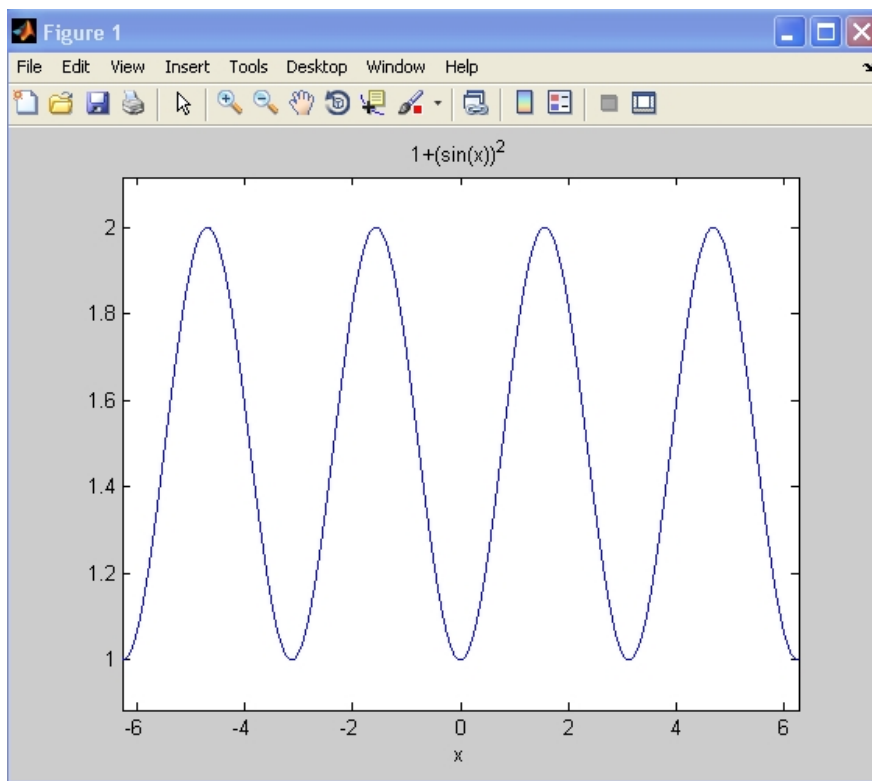 Figure 1
File Edit View Insert Tools Desktop Window Help
1+(sin(x))²
2
1.8
1.6
1.4
1.2
1
-6 -4 -2 0 2 4 6
x